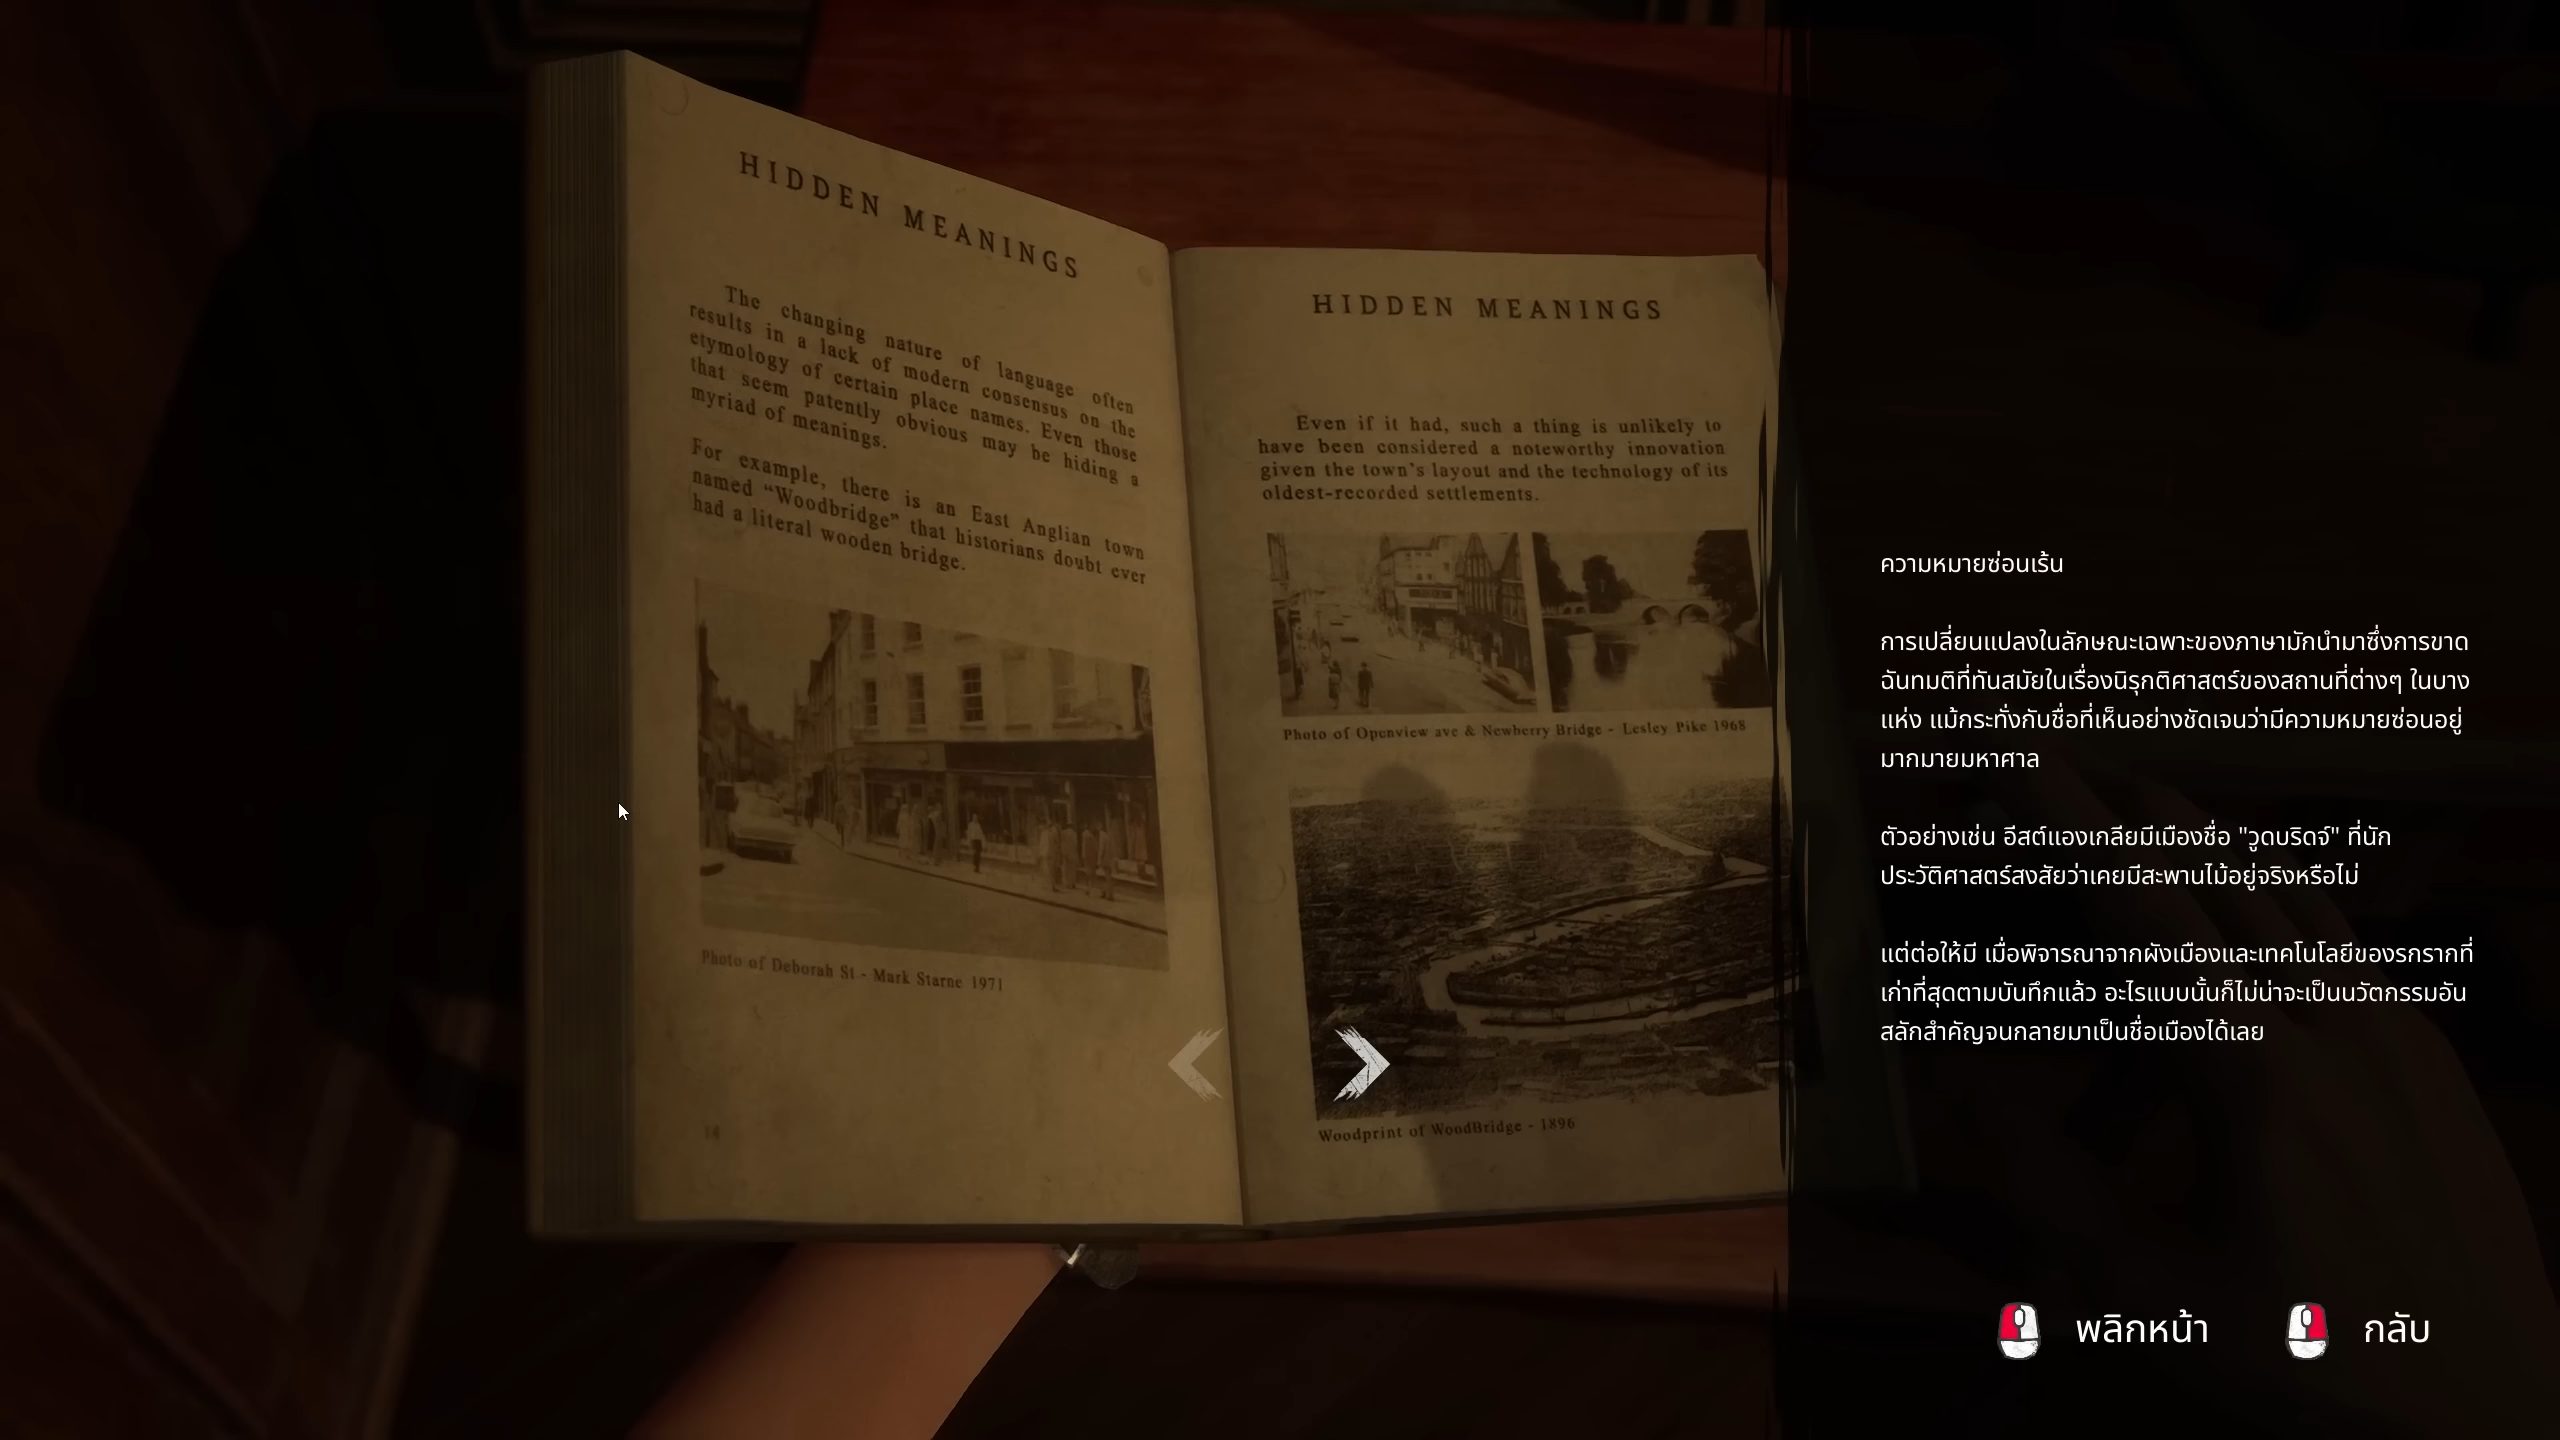 HIDDEN MEANINGS
The changing nature of language often
results in a lack of modern consensus on the
etymology of certain place names. Even those
that seem patently obvious may be hiding a
myriad of meanings.
For example, there is an East Anglian town
named “Woodbridge” that historians doubt ever
had a literal wooden bridge.
Photo of Deborah St - Mark Starne 1971
14
HIDDEN MEANINGS
Even if it had, such a thing is unlikely to
have been considered a noteworthy innovation
given the town’s layout and the technology of its
oldest-recorded settlements.
Photo of Openview ave & Newberry Bridge - Lesley Pike 1968
Woodprint of WoodBridge - 1896
ความหมายซ่อนเร้น
การเปลี่ยนแปลงในลักษณะเฉพาะของภาษามักนำมาซึ่งการขาด
ฉันทมติที่ทันสมัยในเรื่องนิรุกติศาสตร์ของสถานที่ต่างๆ ในบาง
แห่ง แม้กระทั่งกับชื่อที่เห็นอย่างชัดเจนว่ามีความหมายซ่อนอยู่
มากมายมหาศาล
ตัวอย่างเช่น อีสต์แองเกลียมีเมืองชื่อ "วูดบริดจ์" ที่นัก
ประวัติศาสตร์สงสัยว่าเคยมีสะพานไม้อยู่จริงหรือไม่
แต่ต่อให้มี เมื่อพิจารณาจากผังเมืองและเทคโนโลยีของรกรากที่
เก่าที่สุดตามบันทึกแล้ว อะไรแบบนั้นก็ไม่น่าจะเป็นนวัตกรรมอัน
สลักสำคัญจนกลายมาเป็นชื่อเมืองได้เลย
พลิกหน้า
กลับ